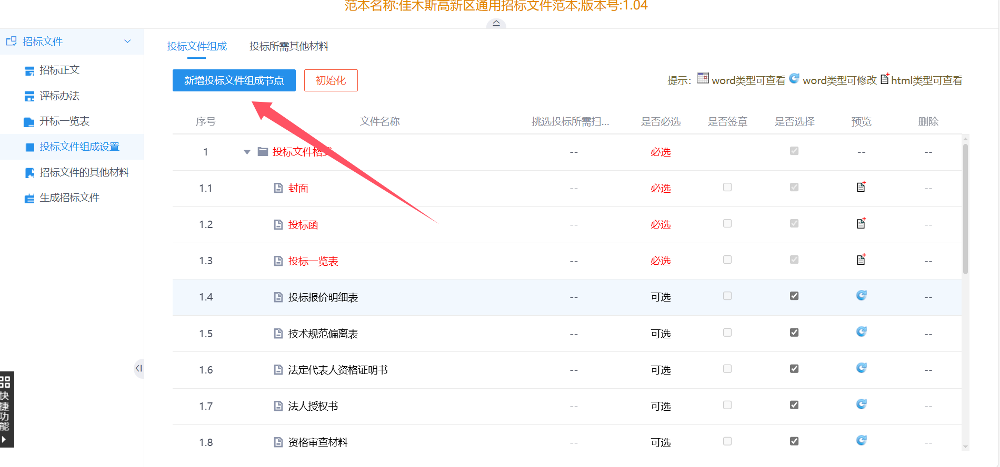 范本名称:佳木斯高新区通用招标文件范本;版本号:1.04
招标文件
招标正文
评标办法
开标一览表
投标文件组成设置
招标文件的其他材料
生成招标文件
快捷功能
投标文件组成 投标所需其他材料
新增投标文件组成节点 初始化
提示: word类型可查看 word类型可修改 html类型可查看
序号 文件名称 挑选投标所需扫... 是否必选 是否签章 是否选择 预览 删除
1 投标文件格式 -- 必选 -- --
1.1 封面 -- 必选 --
1.2 投标函 -- 必选 --
1.3 投标一览表 -- 必选 --
1.4 投标报价明细表 -- 可选 --
1.5 技术规范偏离表 -- 可选 --
1.6 法定代表人资格证明书 -- 可选 --
1.7 法人授权书 -- 可选 --
1.8 资格审查材料 -- 可选 --